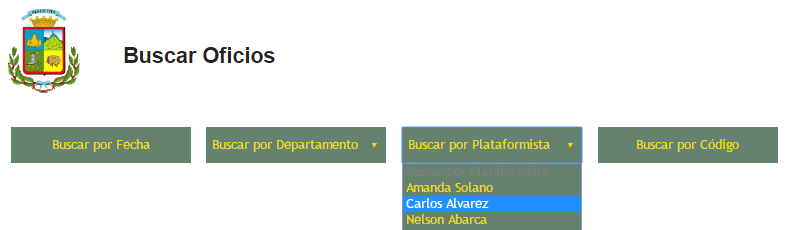 Buscar Oficios
Buscar por Fecha
Buscar por Departamento
Buscar por Plataformista
Buscar por Código
Buscar por Plataformista
Amanda Solano
Carlos Alvarez
Nelson Abarca